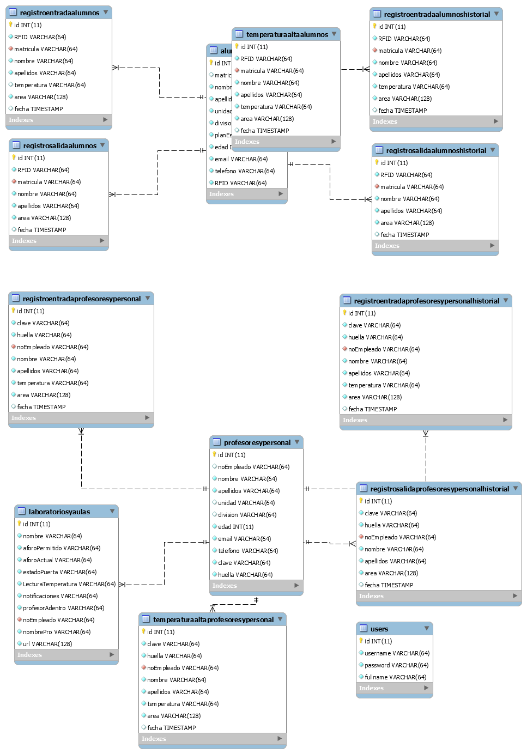 registroentradaalumnos
id INT(11)
RFID VARCHAR(64)
matricula VARCHAR(64)
nombre VARCHAR(64)
apelidos VARCHAR(64)
temperatura VARCHAR(64)
area VARCHAR(128)
fecha TIMESTAMP
Indexes
registrosalidaalumnos
id INT(11)
RFID VARCHAR(64)
matricula VARCHAR(64)
nombre VARCHAR(64)
apelidos VARCHAR(64)
area VARCHAR(128)
fecha TIMESTAMP
Indexes
temperaturaaltaalumnos
id INT(11)
RFID VARCHAR(64)
matricula VARCHAR(64)
nombre VARCHAR(64)
apelidos VARCHAR(64)
temperatura VARCHAR(64)
area VARCHAR(128)
fecha TIMESTAMP
Indexes
id INT
email VARCHAR(64)
telefono VARCHAR(64)
RFID VARCHAR(64)
registroentradaalumnoshistorial
id INT(11)
RFID VARCHAR(64)
matricula VARCHAR(64)
nombre VARCHAR(64)
apelidos VARCHAR(64)
temperatura VARCHAR(64)
area VARCHAR(128)
fecha TIMESTAMP
Indexes
registrosalidaalumnoshistorial
id INT(11)
RFID VARCHAR(64)
matricula VARCHAR(64)
nombre VARCHAR(64)
apelidos VARCHAR(64)
area VARCHAR(128)
fecha TIMESTAMP
Indexes
registroentradaprofesoresypersonal
id INT(11)
clave VARCHAR(64)
huella VARCHAR(64)
noEmpleado VARCHAR(64)
nombre VARCHAR(64)
apellidos VARCHAR(64)
temperatura VARCHAR(64)
area VARCHAR(128)
fecha TIMESTAMP
Indexes
registroentradaprofesoresypersonalhistorial
id INT(11)
clave VARCHAR(64)
huella VARCHAR(64)
noEmpleado VARCHAR(64)
nombre VARCHAR(64)
apelidos VARCHAR(64)
temperatura VARCHAR(64)
area VARCHAR(128)
fecha TIMESTAMP
Indexes
profesoresypersonal
id INT(11)
noEmpleado VARCHAR(64)
nombre VARCHAR(64)
apelidos VARCHAR(64)
unidad VARCHAR(64)
division VARCHAR(64)
edad INT(11)
email VARCHAR(64)
telefono VARCHAR(64)
clave VARCHAR(64)
huella VARCHAR(64)
Indexes
laboratoriosyaulas
id INT(11)
nombre VARCHAR(64)
aforoPermitido VARCHAR(64)
aforoActual VARCHAR(64)
estadoPuerta VARCHAR(64)
LecturaTemperatura VARCHAR(64)
notificaciones VARCHAR(64)
profesorAdentro VARCHAR(64)
noEmpleado VARCHAR(64)
nombrePro VARCHAR(64)
url VARCHAR(128)
Indexes
registrosalidaprofesoresypersonalhistorial
id INT(11)
clave VARCHAR(64)
huella VARCHAR(64)
noEmpleado VARCHAR(64)
nombre VARCHAR(64)
apelidos VARCHAR(64)
area VARCHAR(128)
fecha TIMESTAMP
Indexes
temperaturaaltaprofesoresypersonal
id INT(11)
clave VARCHAR(64)
huella VARCHAR(64)
noEmpleado VARCHAR(64)
nombre VARCHAR(64)
apelidos VARCHAR(64)
temperatura VARCHAR(64)
area VARCHAR(128)
fecha TIMESTAMP
Indexes
users
id INT(11)
username VARCHAR(64)
password VARCHAR(64)
fullname VARCHAR(64)
Indexes